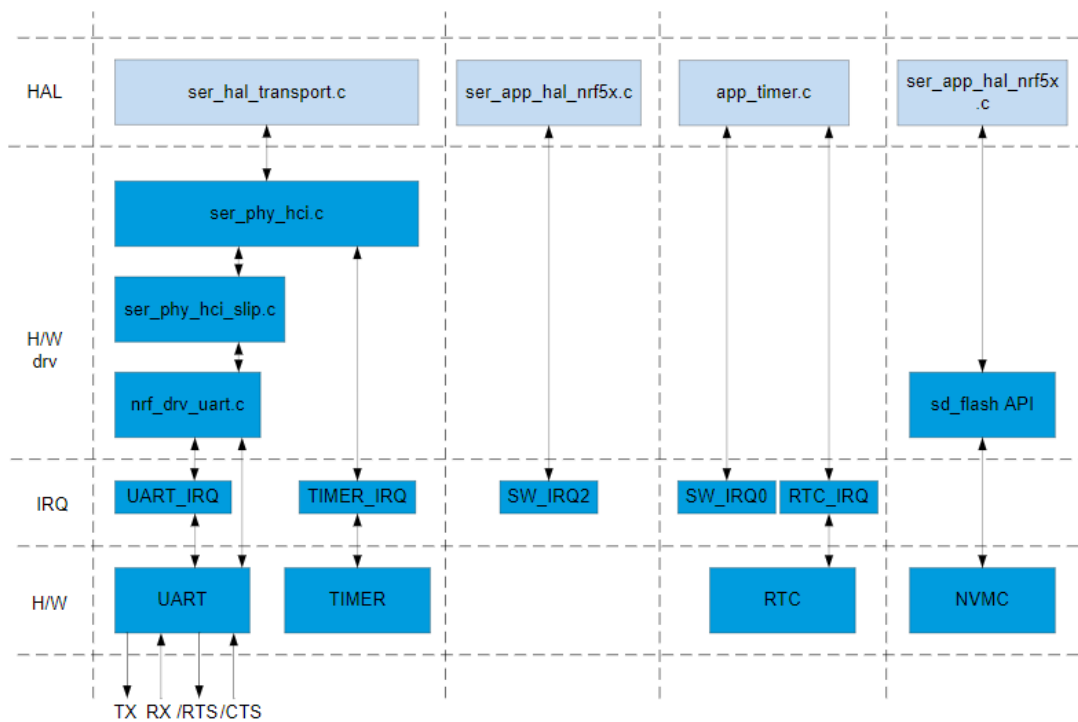 HAL
ser_hal_transport.c
ser_app_hal_nrf5x.c
app_timer.c
ser_app_hal_nrf5x
.c
ser_phy_hci.c
ser_phy_hci_slip.c
H/W
drv
nrf_drv_uart.c
sd_flash API
IRQ
UART_IRQ
TIMER_IRQ
SW_IRQ2
SW_IRQ0
RTC_IRQ
H/W
UART
TIMER
RTC
NVMC
TX RX /RTS /CTS